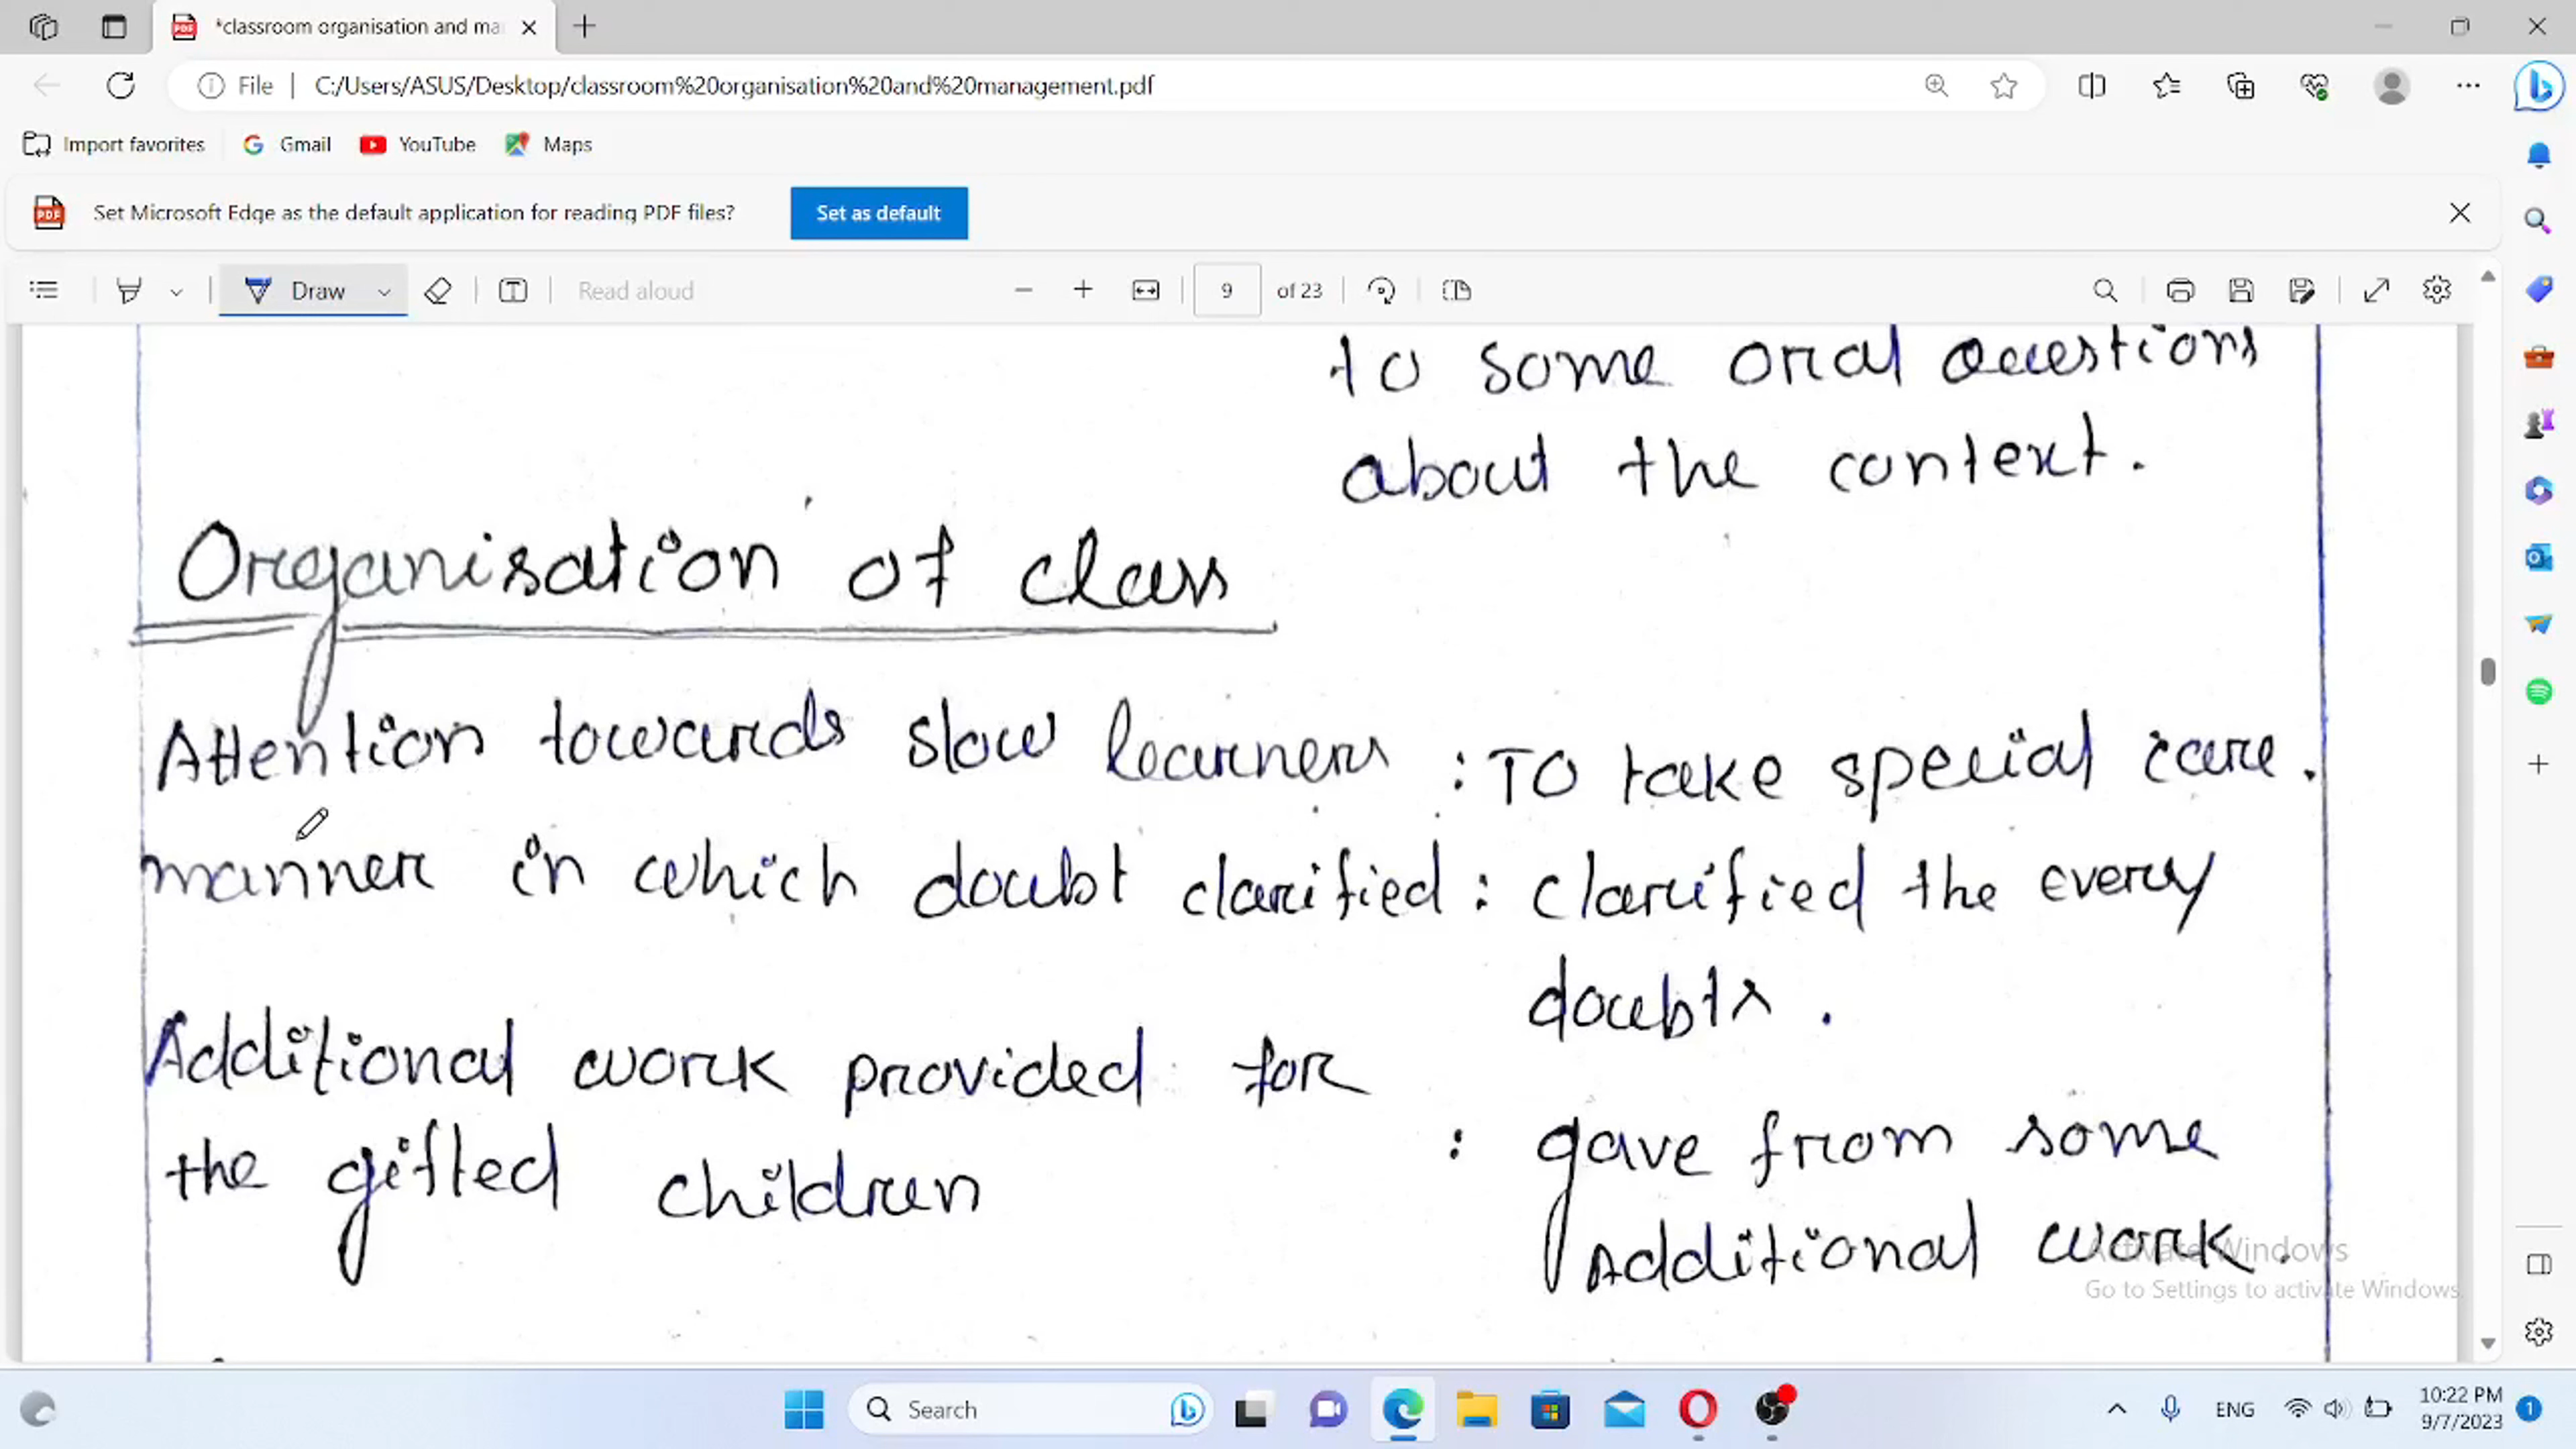 *classroom organisation and ma
File | C:/Users/ASUS/Desktop/classroom%20organisation%20and%20management.pdf
Import favorites Gmail YouTube Maps
Set Microsoft Edge as the default application for reading PDF files? Set as default
Draw Read aloud 9 of 23
to some oral questions
about the context.
Organisation of class
Attention towards slow learners : To take special care.
manner in which doubt clarified : clarified the every
doubts.
Additional work provided for
the gifted children
: gave from some
Additional work.
Activate Windows
Go to Settings to activate Windows.
Search ENG 10:22 PM
9/7/2023 1